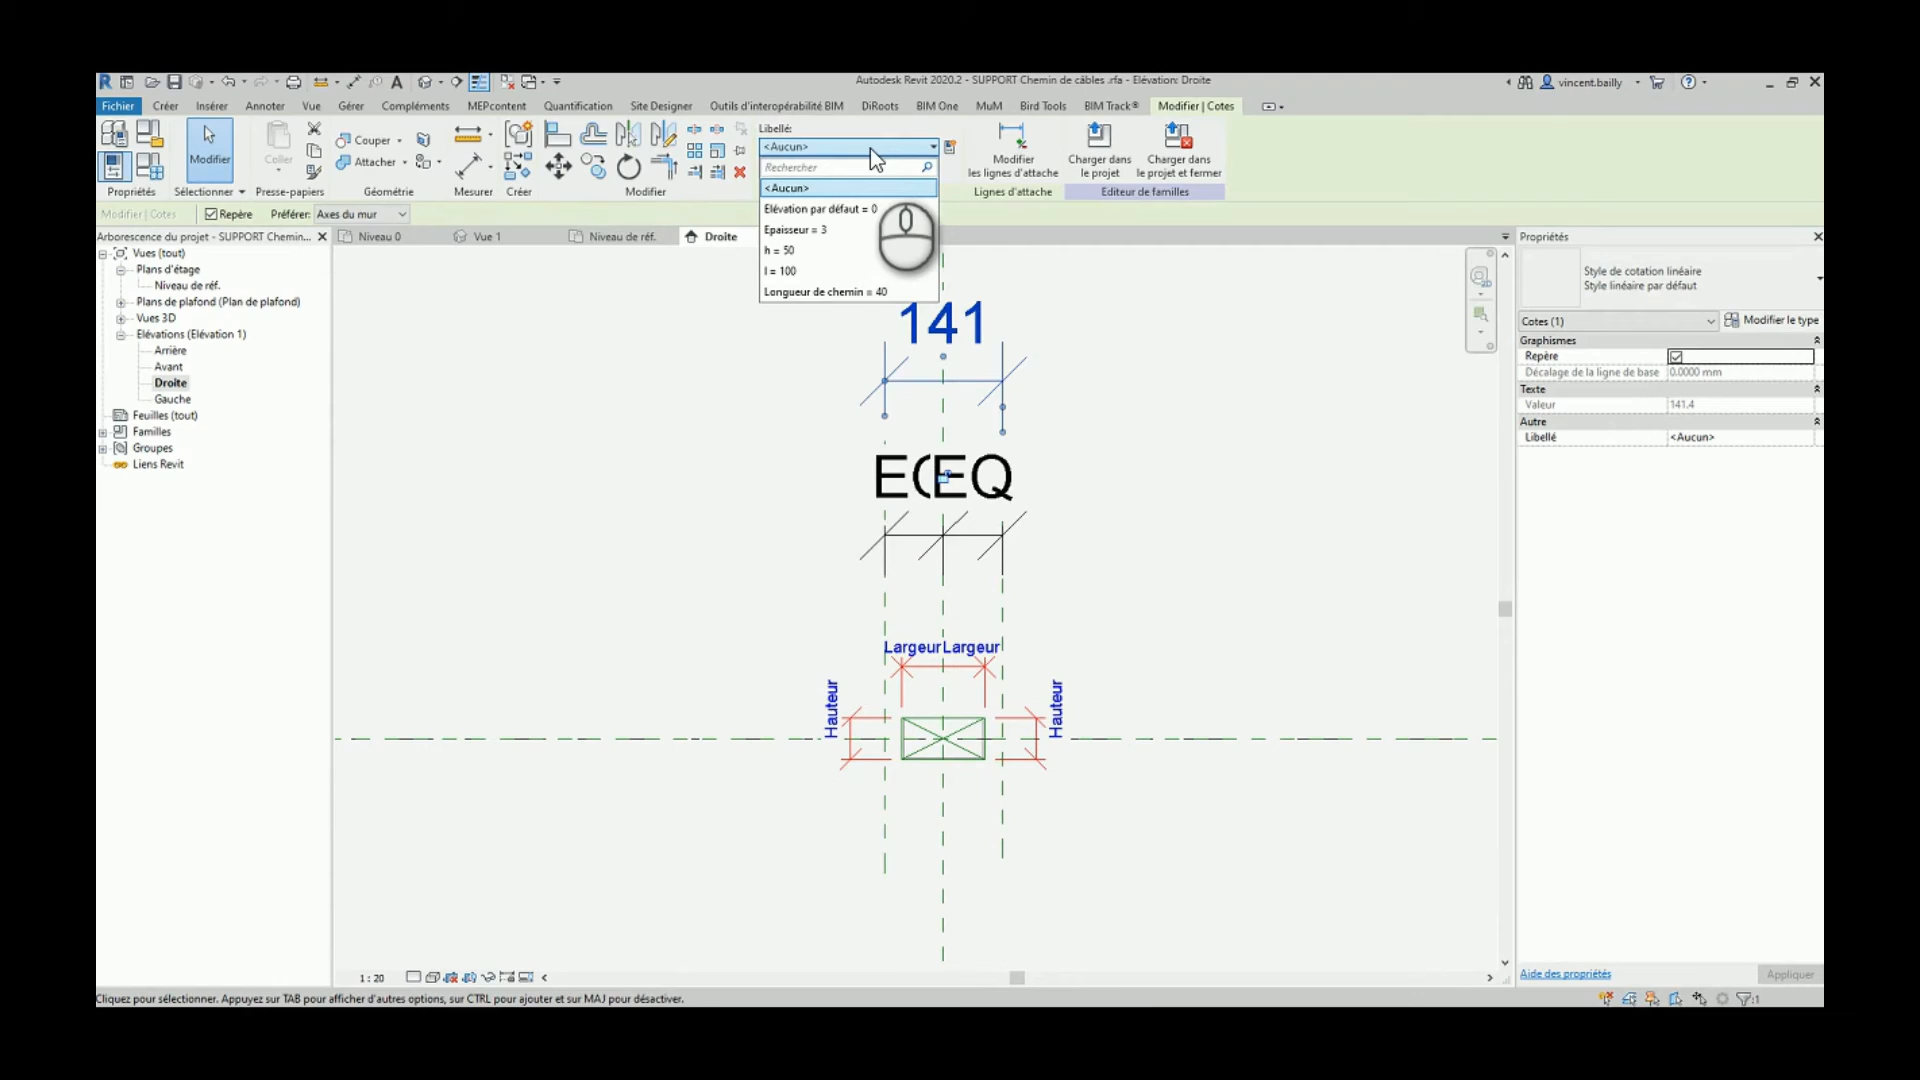 Autodesk Revit 2020.2 - SUPPORT Chemin de câbles .rfa - Elévation: Droite
vincent.bailly
Fichier Créer Insérer Annoter Vue Gérer Compléments MEPcontent Quantification Site Designer Outils d'interopérabilité BIM DiRoots BIM One MuM Bird Tools BIM Track® Modifier | Cotes
Modifier
Coller
Couper
Attacher
Libellé:
<Aucun>
Rechercher
<Aucun>
Elévation par défaut = 0
Epaisseur = 3
h = 50
l = 100
Longueur de chemin = 40
Modifier
les lignes d'attache
Charger dans
le projet
Charger dans
le projet et fermer
Propriétés Sélectionner Presse-papiers Géométrie Mesurer Créer Modifier Lignes d'attache Editeur de familles
Modifier | Cotes Repère Préférer: Axes du mur
Arborescence du projet - SUPPORT Chemin...
Niveau 0 Vue 1 Niveau de réf. Droite
Vues (tout)
Plans d'étage
Niveau de réf.
Plans de plafond (Plan de plafond)
Vues 3D
Elévations (Elévation 1)
Arrière
Avant
Droite
Gauche
Feuilles (tout)
Familles
Groupes
Liens Revit
141
EQ
Largeur Largeur
Hauteur
Hauteur
2D
Propriétés
Style de cotation linéaire
Style linéaire par défaut
Cotes (1) Modifier le type
Graphismes
Repère
Décalage de la ligne de base 0.0000 mm
Texte
Valeur 141.4
Autre
Libellé <Aucun>
Aide des propriétés Appliquer
1 : 20
Cliquez pour sélectionner. Appuyez sur TAB pour afficher d'autres options, sur CTRL pour ajouter et sur MAJ pour désactiver.
:1